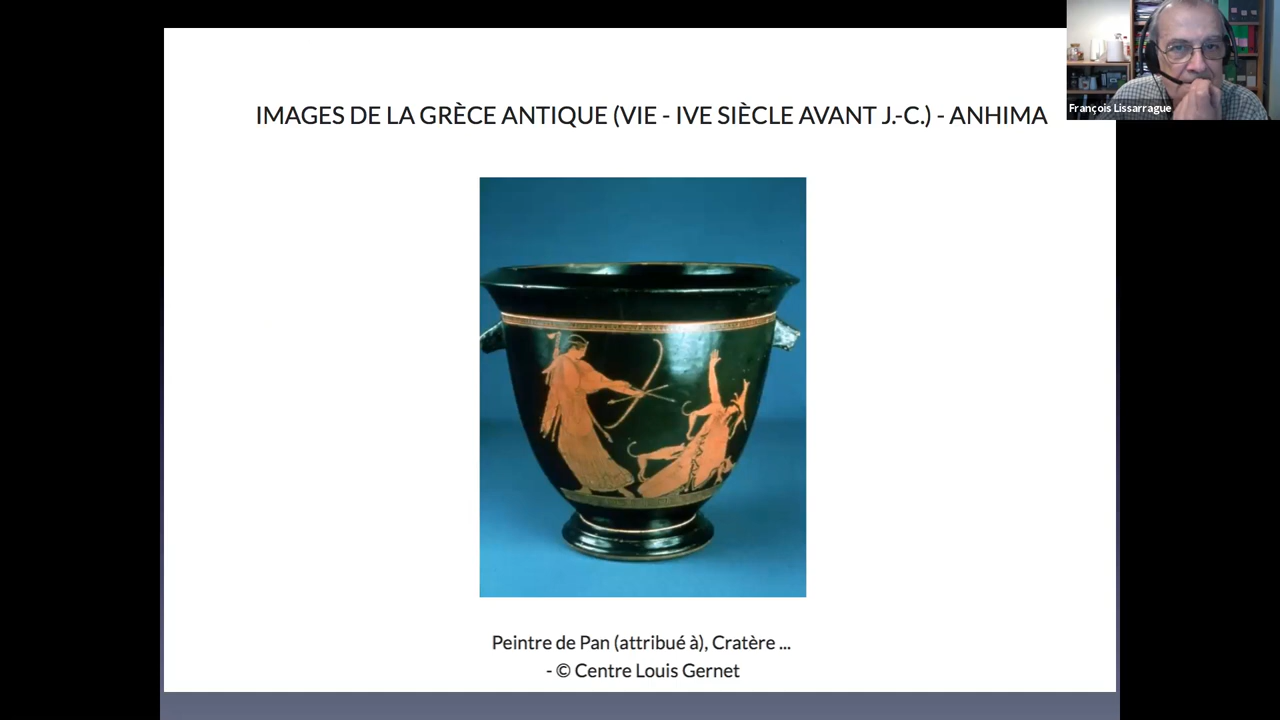 IMAGES DE LA GRÈCE ANTIQUE (VIE - IVE SIÈCLE AVANT J.-C.) - ANHIMA
François Lissarrague
Peintre de Pan (attribué à), Cratère ...
- © Centre Louis Gernet